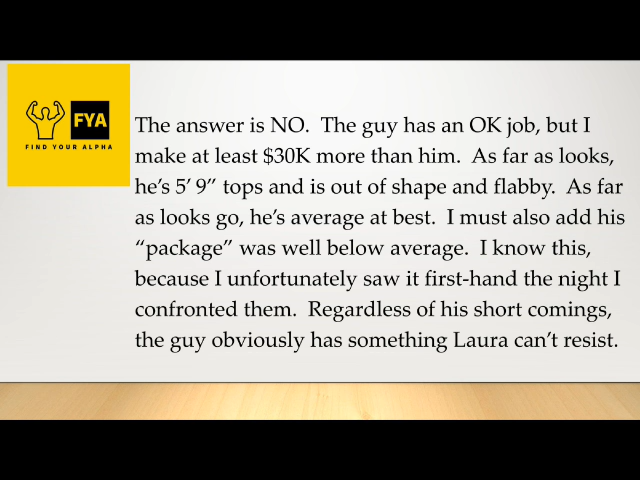 FYA
FIND YOUR ALPHA
The answer is NO.  The guy has an OK job, but I
make at least $30K more than him.  As far as looks,
he’s 5’ 9” tops and is out of shape and flabby.  As far
as looks go, he’s average at best.  I must also add his
“package” was well below average.  I know this,
because I unfortunately saw it first-hand the night I
confronted them.  Regardless of his short comings,
the guy obviously has something Laura can’t resist.